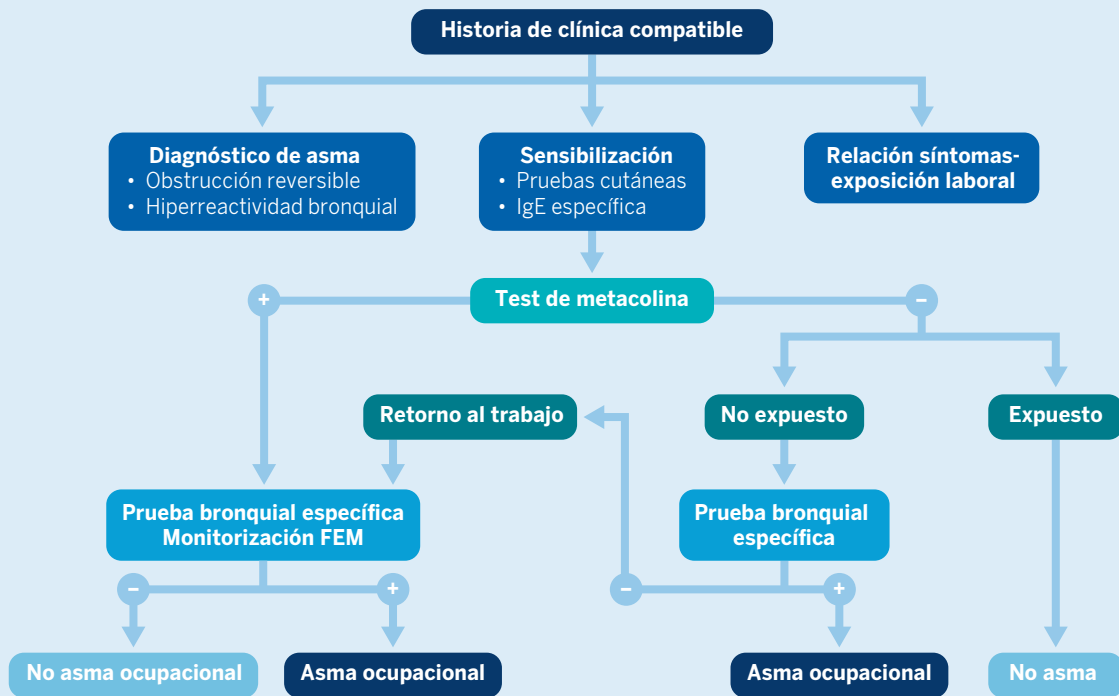 Historia de clínica compatible
Diagnóstico de asma
• Obstrucción reversible
• Hiperreactividad bronquial
Sensibilización
• Pruebas cutáneas
• IgE específica
Relación síntomas-
exposición laboral
Test de metacolina
+
−
Retorno al trabajo
No expuesto
Expuesto
Prueba bronquial específica
Monitorización FEM
Prueba bronquial
específica
−
+
−
+
No asma ocupacional
Asma ocupacional
Asma ocupacional
No asma